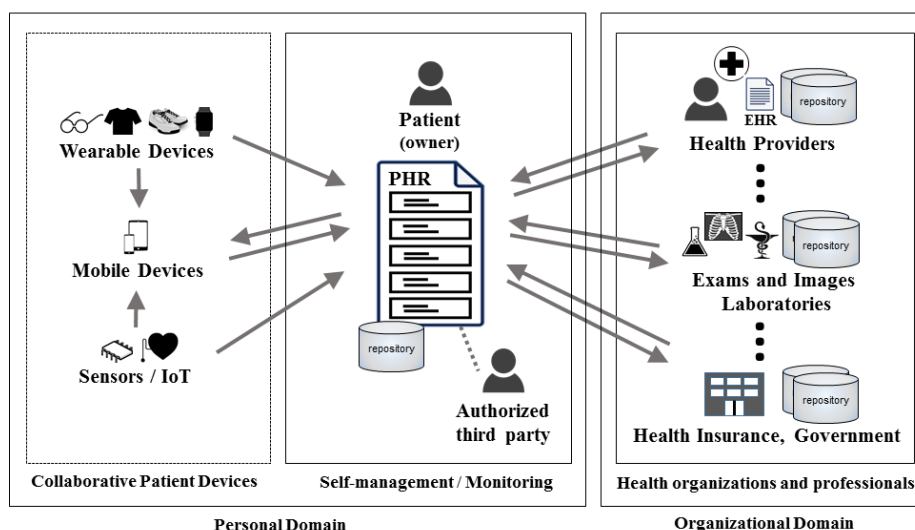 Wearable Devices
Mobile Devices
Sensors / IoT
Collaborative Patient Devices
Patient
(owner)
PHR
repository
Authorized
third party
Self-management / Monitoring
Personal Domain
EHR
repository
Health Providers
repository
Exams and Images
Laboratories
repository
Health Insurance, Government
Health organizations and professionals
Organizational Domain